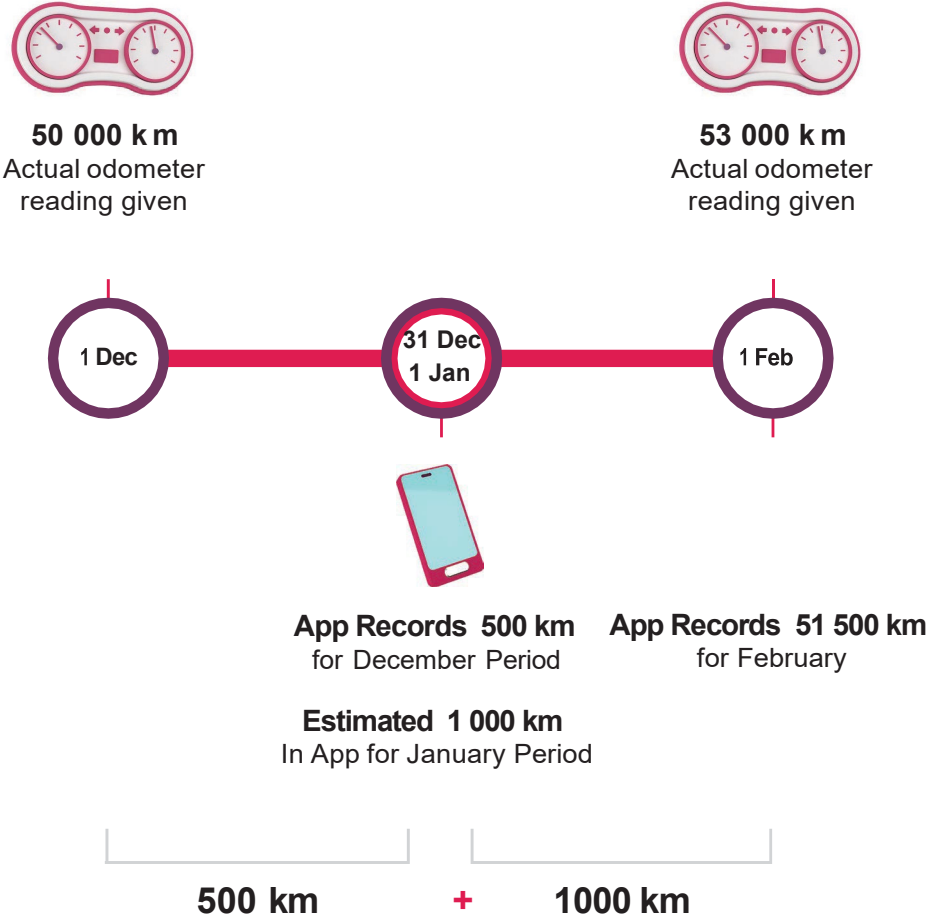 50 000 km
Actual odometer
reading given
53 000 km
Actual odometer
reading given
1 Dec
31 Dec
1 Jan
1 Feb
App Records 500 km
for December Period
App Records 51 500 km
for February
Estimated 1 000 km
In App for January Period
500 km + 1000 km